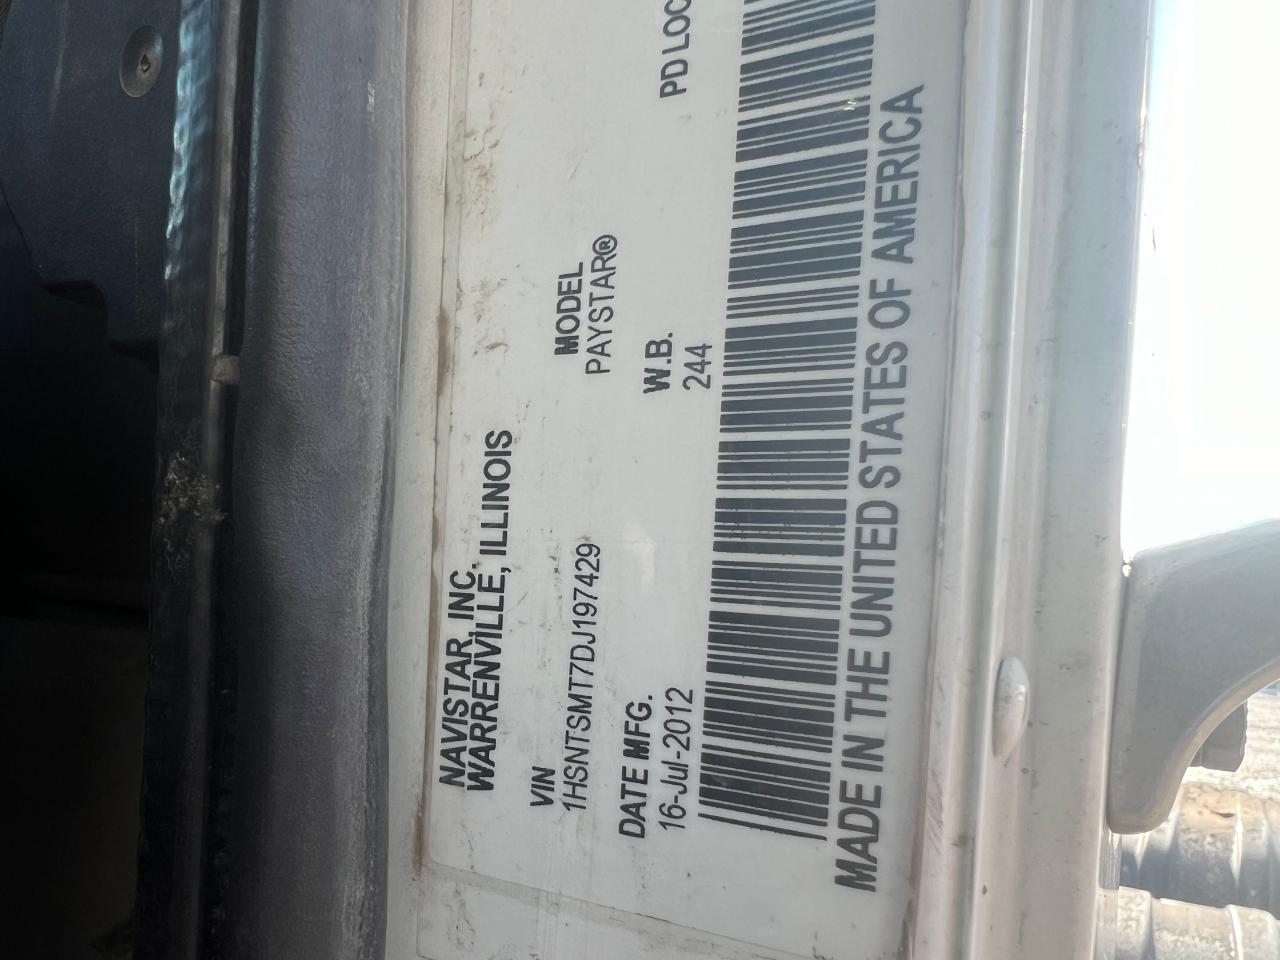 NAVISTAR, INC.
WARRENVILLE, ILLINOIS
VIN
1HSNTSMT7DJ197429
MODEL
PAYSTAR®
DATE MFG.
16-Jul-2012
W.B.
244
PD LOC
MADE IN THE UNITED STATES OF AMERICA